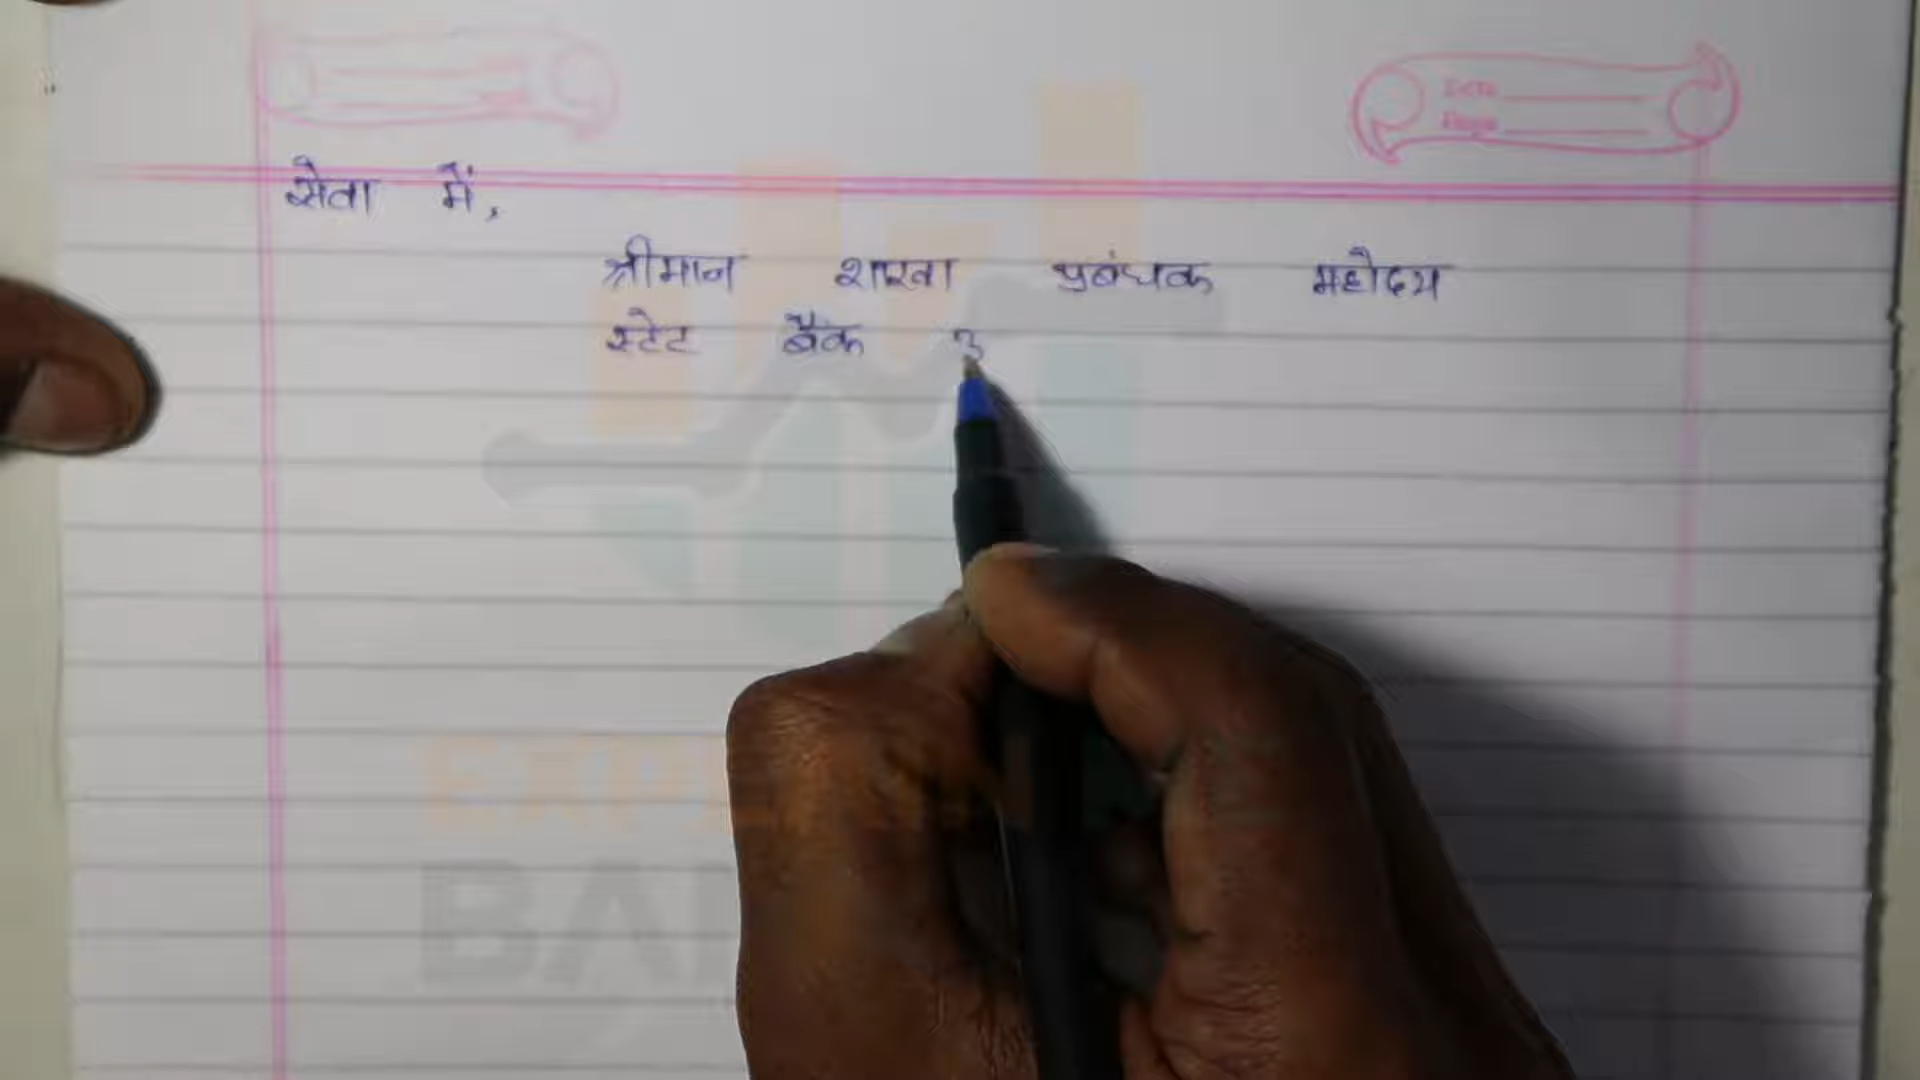 सेवा में,
श्रीमान शाखा प्रबंधक महोदय
स्टेट बैंक